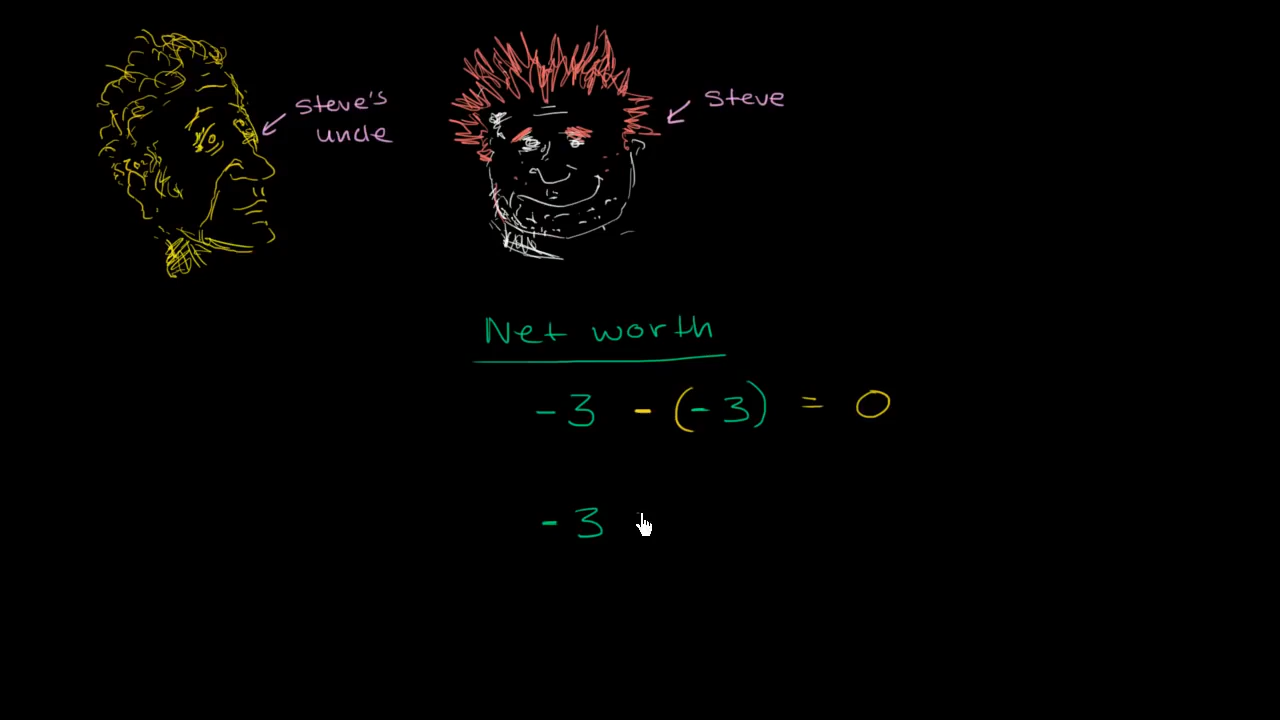 Steve's
uncle
Steve
Net worth
-3 - (-3) = 0
-3